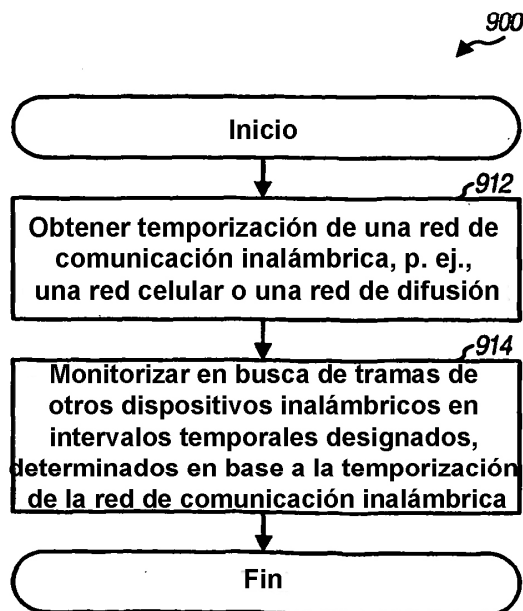 900
Inicio
912
Obtener temporización de una red de
comunicación inalámbrica, p. ej.,
una red celular o una red de difusión
914
Monitorizar en busca de tramas de
otros dispositivos inalámbricos en
intervalos temporales designados,
determinados en base a la temporización
de la red de comunicación inalámbrica
Fin